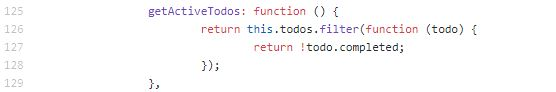 125 getActiveTodos: function () {
126 return this.todos.filter(function (todo) {
127 return !todo.completed;
128 });
129 },